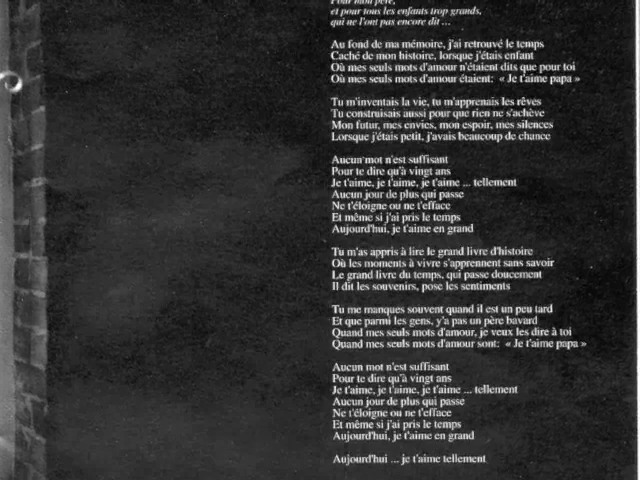 Pour mon père,
et pour tous les enfants trop grands,
qui ne l'ont pas encore dit ...
Au fond de ma mémoire, j'ai retrouvé le temps
Caché de mon histoire, lorsque j'étais enfant
Où mes seuls mots d'amour n'étaient dits que pour toi
Où mes seuls mots d'amour étaient: « Je t'aime papa »
Tu m'inventais la vie, tu m'apprenais les rêves
Tu construisais aussi pour que rien ne s'achève
Mon futur, mes envies, mon espoir, mes silences
Lorsque j'étais petit, j'avais beaucoup de chance
Aucun mot n'est suffisant
Pour te dire qu'à vingt ans
Je t'aime, je t'aime, je t'aime ... tellement
Aucun jour de plus qui passe
Ne t'éloigne ou ne t'efface
Et même si j'ai pris le temps
Aujourd'hui, je t'aime en grand
Tu m'as appris à lire le grand livre d'histoire
Où les moments à vivre s'apprennent sans savoir
Le grand livre du temps, qui passe doucement
Il dit les souvenirs, pose les sentiments
Tu me manques souvent quand il est un peu tard
Et que parmi les gens, y'a pas un père bavard
Quand mes seuls mots d'amour, je veux les dire à toi
Quand mes seuls mots d'amour sont: « Je t'aime papa »
Aucun mot n'est suffisant
Pour te dire qu'à vingt ans
Je t'aime, je t'aime, je t'aime ... tellement
Aucun jour de plus qui passe
Ne t'éloigne ou ne t'efface
Et même si j'ai pris le temps
Aujourd'hui, je t'aime en grand
Aujourd'hui ... je t'aime tellement